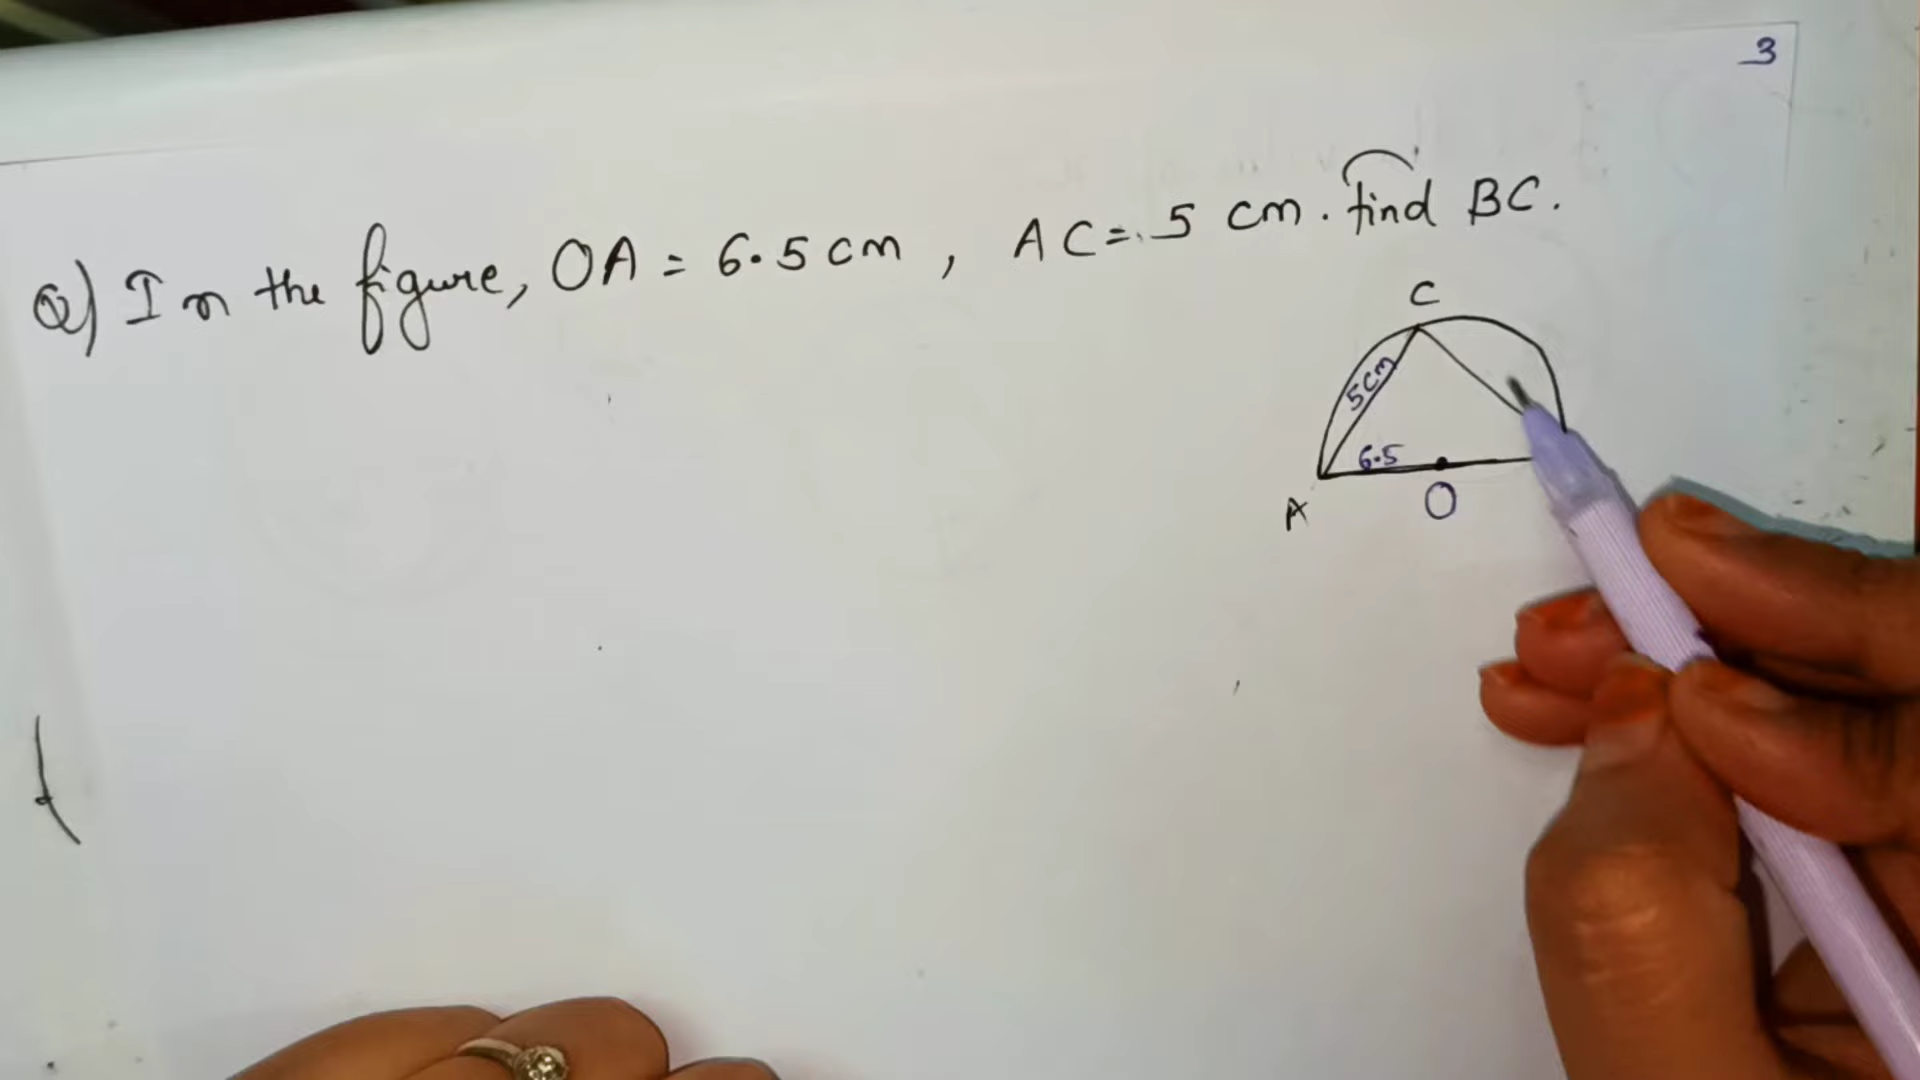 3
Q) In the figure, OA = 6.5 cm, AC = 5 cm. find BC.
C
5cm
6.5
A
O